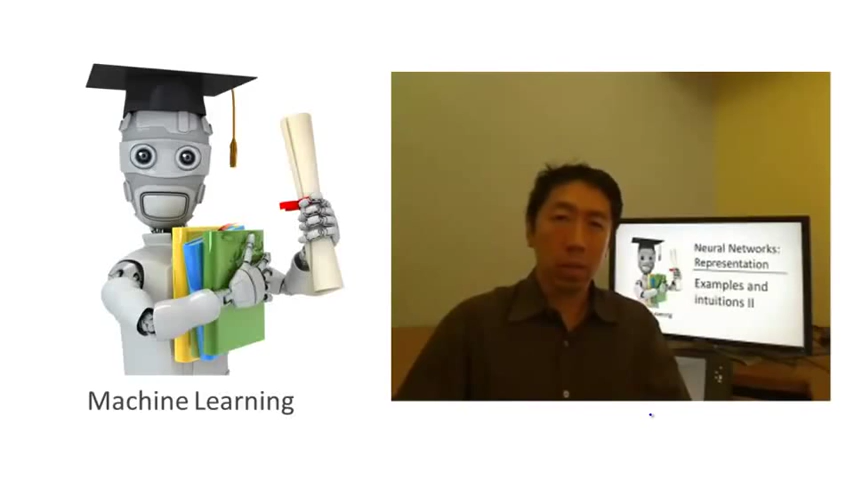 Machine Learning
Neural Networks:
Representation
Examples and
intuitions II